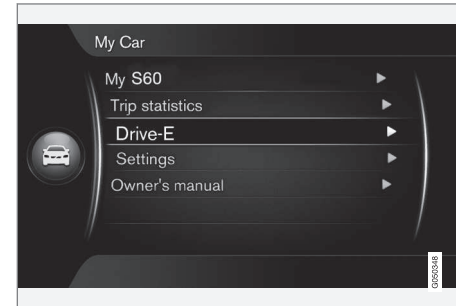 My Car
My S60
Trip statistics
Drive-E
Settings
Owner's manual
G050348